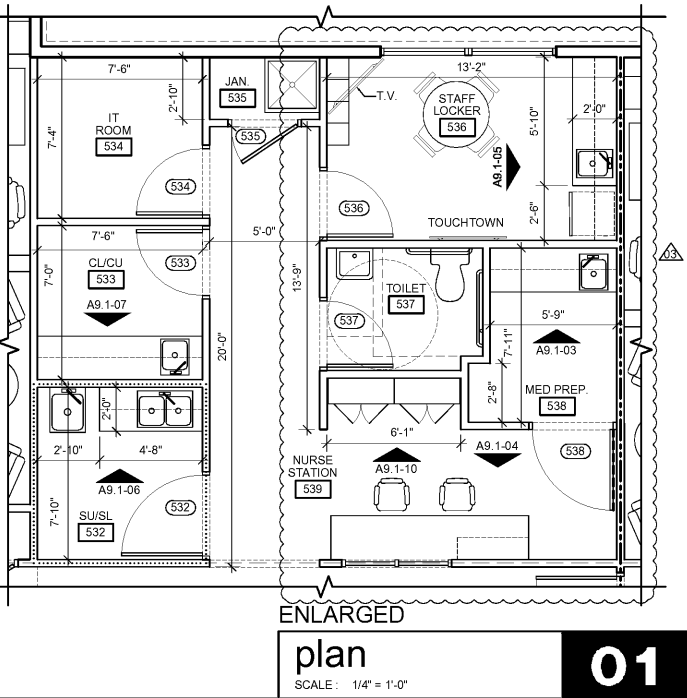 7'-6"
IT
ROOM
534
7'-4"
2'-10"
JAN.
535
535
T.V.
13'-2"
STAFF
LOCKER
536
A9.1-05
5'-10"
2'-0"
2'-6"
534
536
TOUCHTOWN
03
7'-6"
533
5'-0"
CL/CU
533
A9.1-07
7'-0"
13'-9"
20'-0"
TOILET
537
537
5'-9"
A9.1-03
7'-11"
MED PREP.
538
2'-8"
2'-0"
2'-10"
4'-8"
A9.1-06
7'-10"
SU/SL
532
532
6'-1"
A9.1-10
A9.1-04
538
NURSE
STATION
539
ENLARGED
plan
SCALE : 1/4" = 1'-0"
01